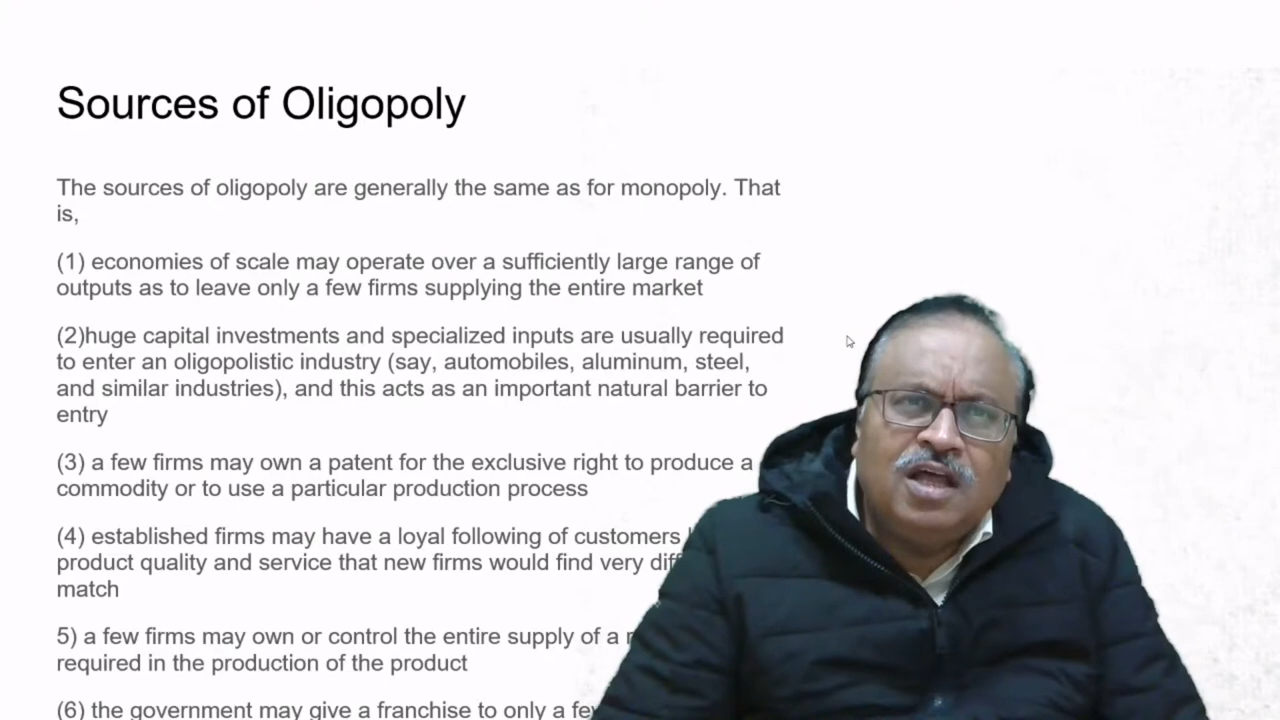 Sources of Oligopoly
The sources of oligopoly are generally the same as for monopoly. That
is,
(1) economies of scale may operate over a sufficiently large range of
outputs as to leave only a few firms supplying the entire market
(2)huge capital investments and specialized inputs are usually required
to enter an oligopolistic industry (say, automobiles, aluminum, steel,
and similar industries), and this acts as an important natural barrier to
entry
(3) a few firms may own a patent for the exclusive right to produce a
commodity or to use a particular production process
(4) established firms may have a loyal following of customers
product quality and service that new firms would find very
match
5) a few firms may own or control the entire supply of a
required in the production of the product
(6) the government may give a franchise to only a